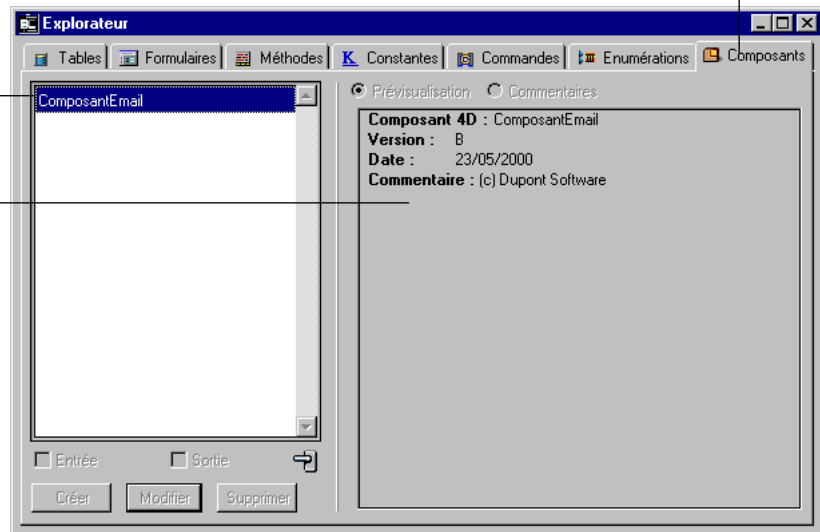 Explorateur
Tables Formulaires Méthodes K Constantes Commandes Enumérations Composants
ComposantEmail
Prévisualisation Commentaires
Composant 4D : ComposantEmail
Version : B
Date : 23/05/2000
Commentaire : (c) Dupont Software
Entrée Sortie
Créer Modifier Supprimer